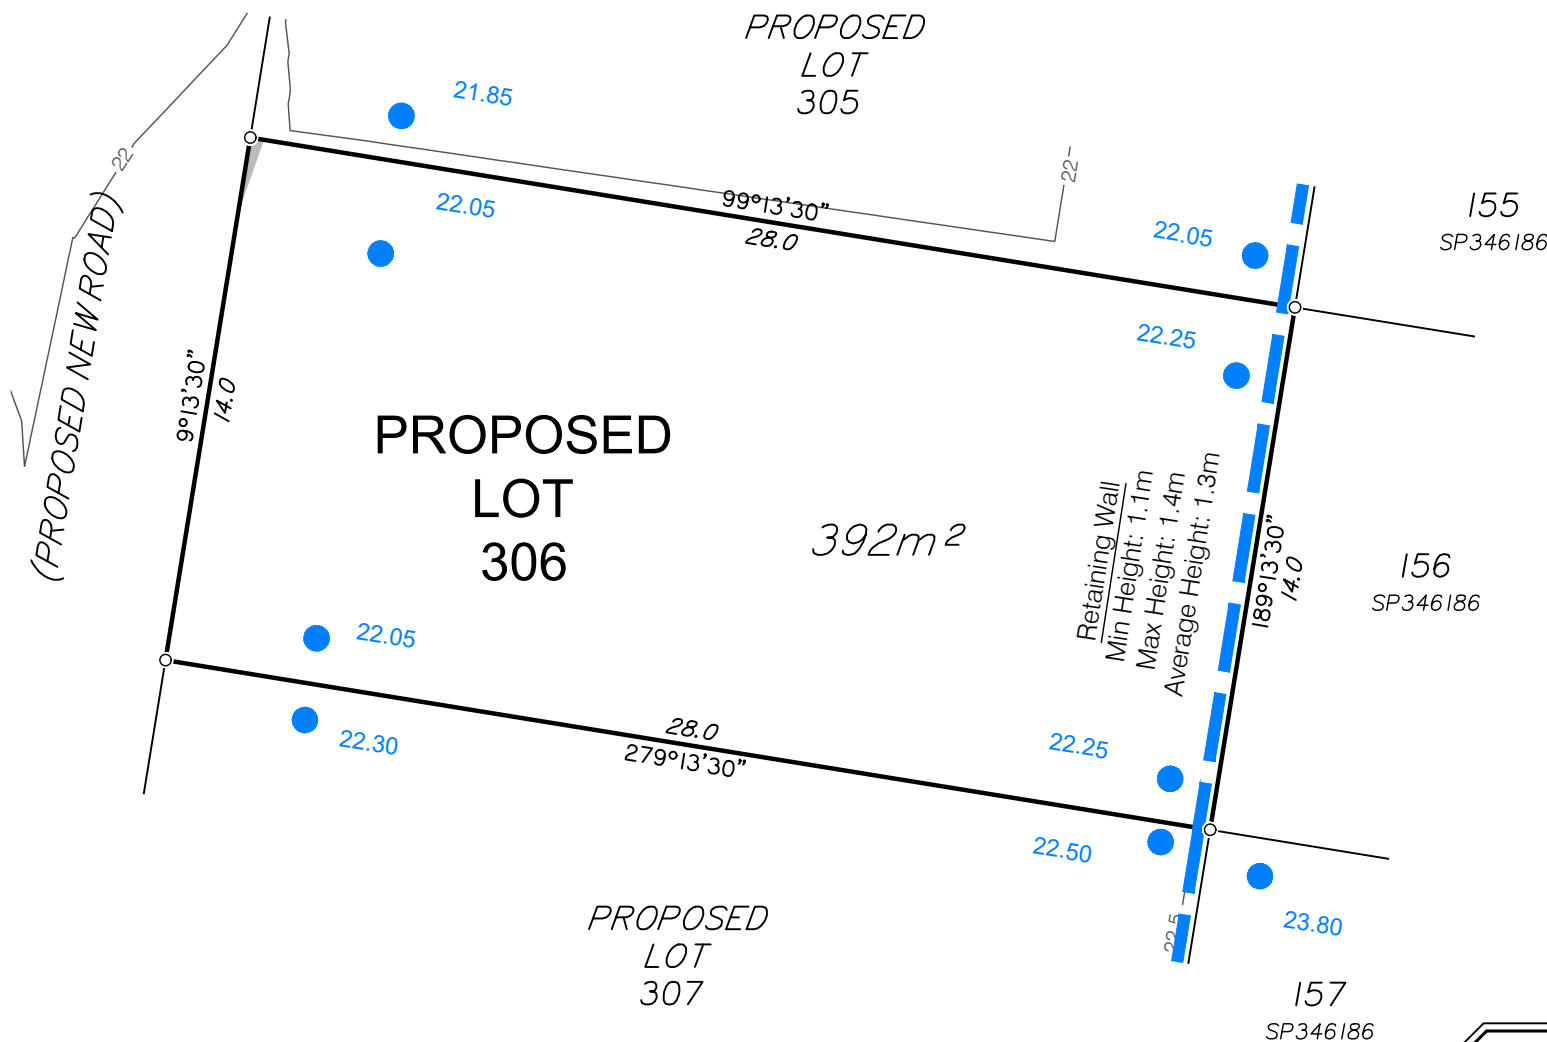 PROPOSED
LOT
305
21.85
22
22
99°13'30"
28.0
22.05
22.05
155
SP346186
(PROPOSED NEW ROAD)
22.25
9°13'30"
14.0
PROPOSED
LOT
306
392m²
Retaining Wall
Min Height: 1.1m
Max Height: 1.4m
Average Height: 1.3m
189°13'30"
14.0
156
SP346186
22.05
22.30
28.0
279°13'30"
22.25
22.50
22.5
23.80
PROPOSED
LOT
307
157
SP346186